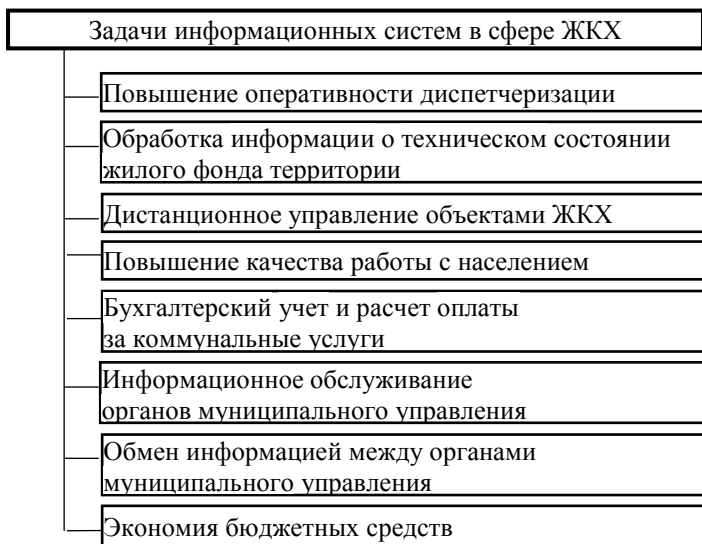 Задачи информационных систем в сфере ЖКХ
Повышение оперативности диспетчеризации
Обработка информации о техническом состоянии
жилого фонда территории
Дистанционное управление объектами ЖКХ
Повышение качества работы с населением
Бухгалтерский учет и расчет оплаты
за коммунальные услуги
Информационное обслуживание
органов муниципального управления
Обмен информацией между органами
муниципального управления
Экономия бюджетных средств